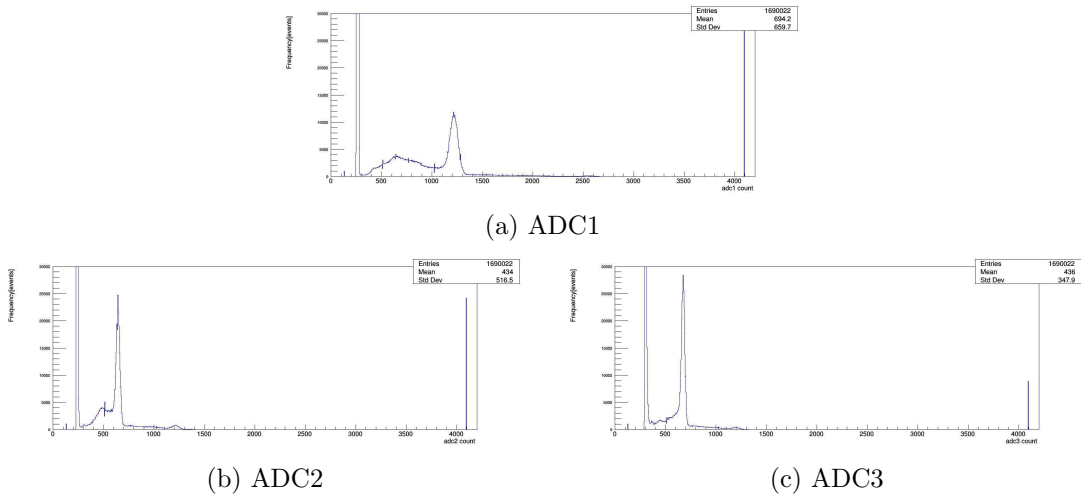 Entries 1690022
Mean 694.2
Std Dev 659.7
Frequency[events]
30000
25000
20000
15000
10000
5000
0
0 500 1000 1500 2000 2500 3000 3500 4000
adc1 count
(a) ADC1
Entries 1690022
Mean 434
Std Dev 516.5
Frequency[events]
30000
25000
20000
15000
10000
5000
0
0 500 1000 1500 2000 2500 3000 3500 4000
adc2 count
(b) ADC2
Entries 1690022
Mean 436
Std Dev 347.9
Frequency[events]
30000
25000
20000
15000
10000
5000
0
0 500 1000 1500 2000 2500 3000 3500 4000
adc3 count
(c) ADC3